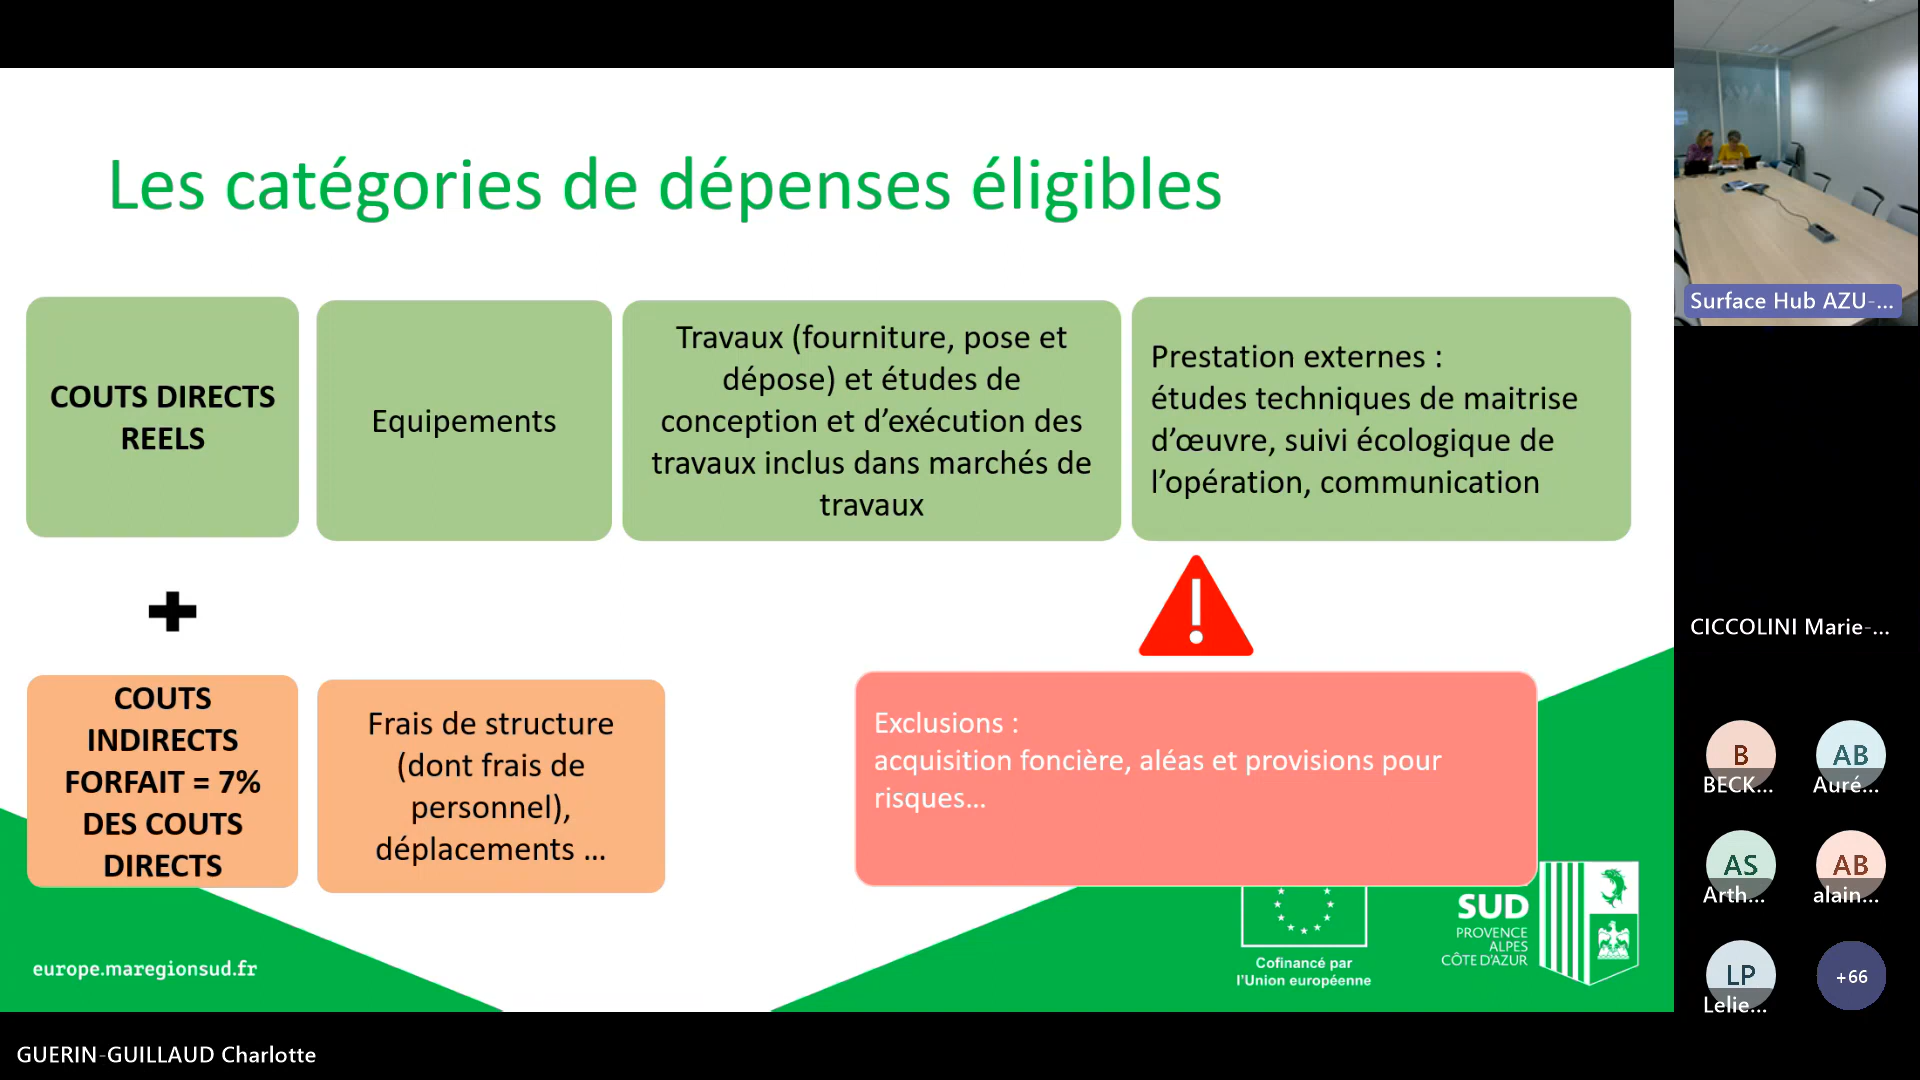 Les catégories de dépenses éligibles
COUTS DIRECTS
REELS
Equipements
Travaux (fourniture, pose et
dépose) et études de
conception et d’exécution des
travaux inclus dans marchés de
travaux
Prestation externes :
études techniques de maitrise
d’œuvre, suivi écologique de
l’opération, communication
COUTS
INDIRECTS
FORFAIT = 7%
DES COUTS
DIRECTS
Frais de structure
(dont frais de
personnel),
déplacements ...
Exclusions :
acquisition foncière, aléas et provisions pour
risques...
europe.maregionsud.fr
Cofinancé par
l’Union européenne
SUD
PROVENCE
ALPES
CÔTE D’AZUR
GUERIN-GUILLAUD Charlotte
Surface Hub AZU-...
CICCOLINI Marie-...
B
BECK...
AB
Auré...
AS
Arth...
AB
alain...
LP
Lelie...
+66